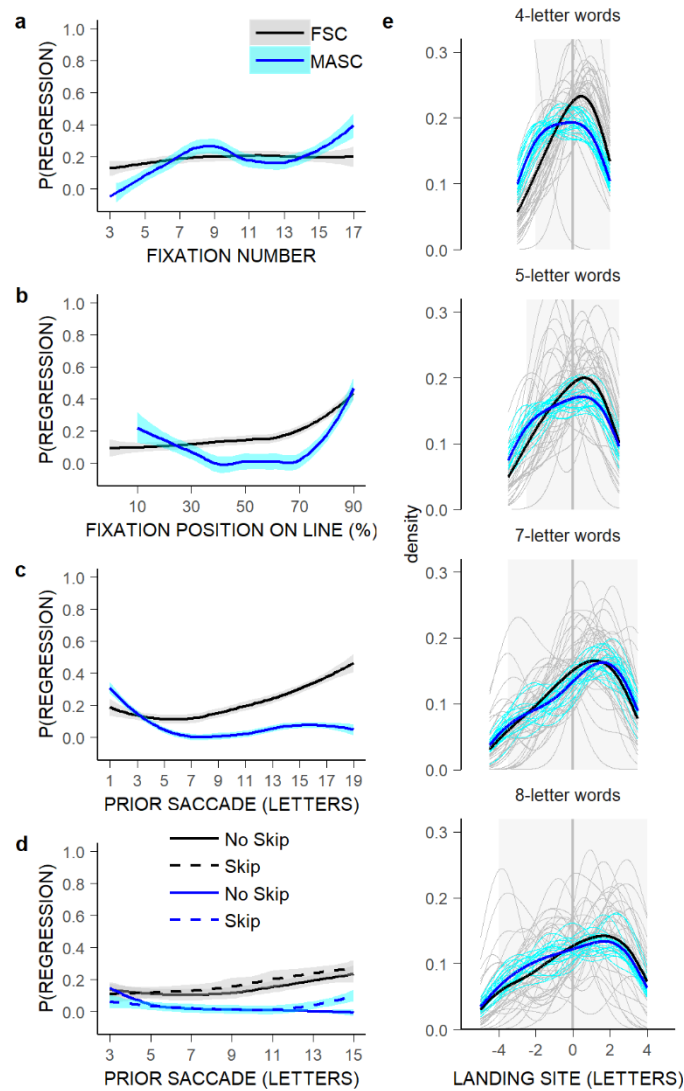 a
FSC
MASC
P(REGRESSION)
1.0
0.8
0.6
0.4
0.2
0.0
3 5 7 9 11 13 15 17
FIXATION NUMBER
b
P(REGRESSION)
1.0
0.8
0.6
0.4
0.2
0.0
10 30 50 70 90
FIXATION POSITION ON LINE (%)
c
P(REGRESSION)
1.0
0.8
0.6
0.4
0.2
0.0
1 3 5 7 9 11 13 15 17 19
PRIOR SACCADE (LETTERS)
d
No Skip
Skip
No Skip
Skip
P(REGRESSION)
1.0
0.8
0.6
0.4
0.2
0.0
3 5 7 9 11 13 15
PRIOR SACCADE (LETTERS)
e
density
4-letter words
0.3
0.2
0.1
0.0
5-letter words
0.3
0.2
0.1
0.0
7-letter words
0.3
0.2
0.1
0.0
8-letter words
0.3
0.2
0.1
0.0
-4 -2 0 2 4
LANDING SITE (LETTERS)